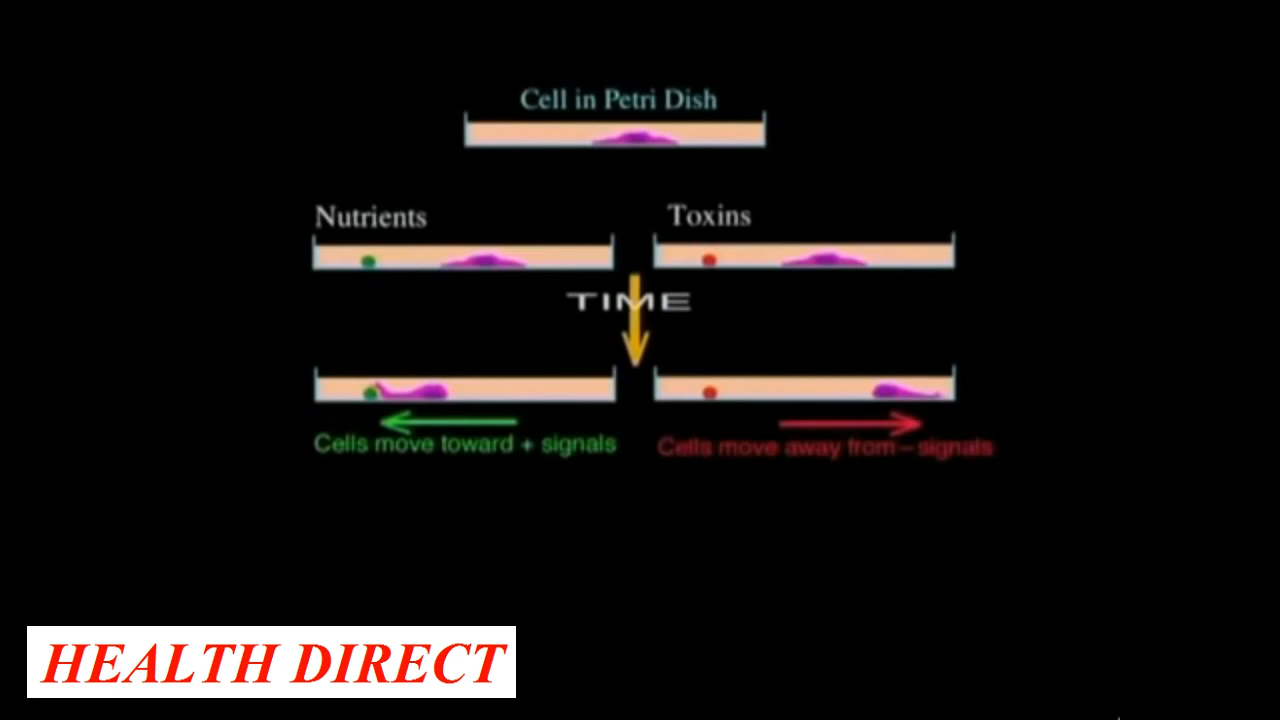 Cell in Petri Dish
Nutrients
Toxins
TIME
Cells move toward + signals
Cells move away from – signals
HEALTH DIRECT